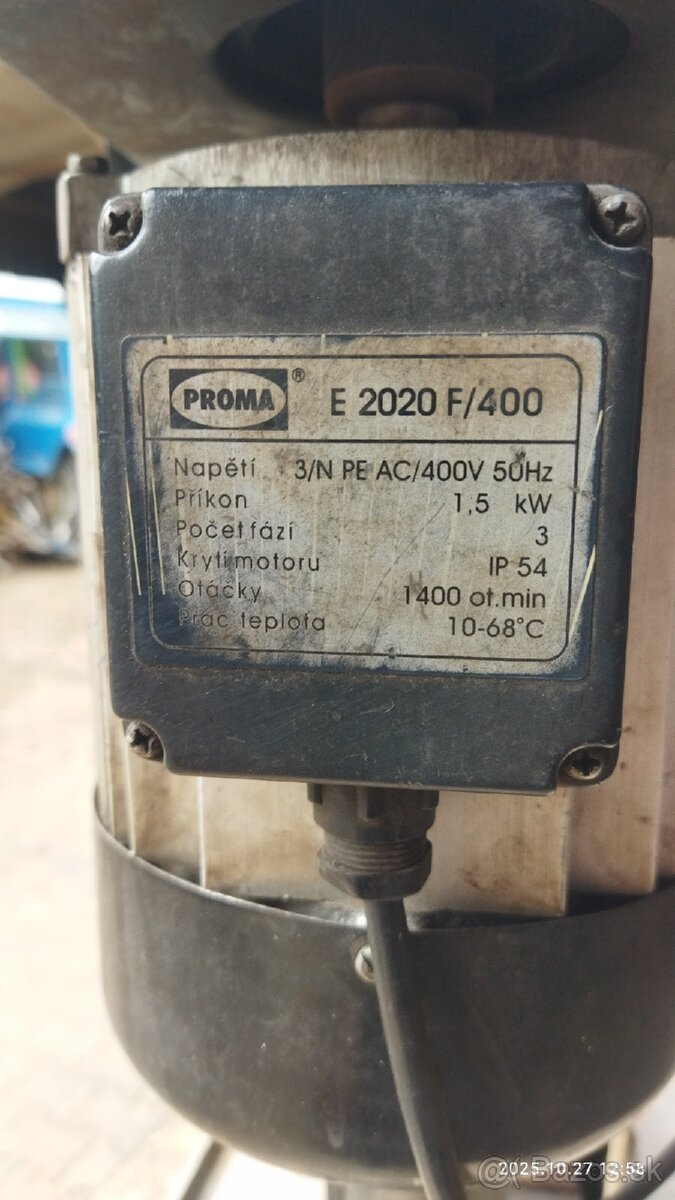 PROMA ® E 2020 F/400
Napětí 3/N PE AC/400V 50Hz
Příkon 1,5 kW
Počet fází 3
Krytí motoru IP 54
Otáčky 1400 ot.min
Prac. teplota 10-68°C
2025.10.27 12:58
@ Bazos.sk